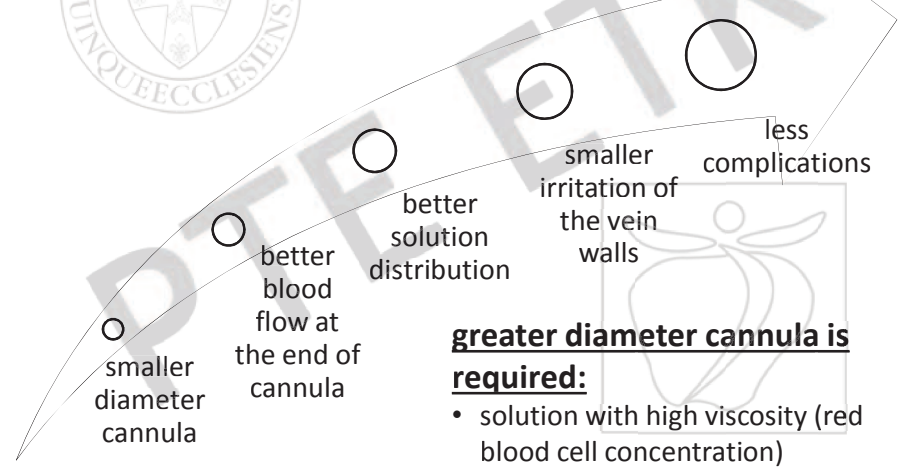 UINQUEECCLESIENS
PTE ETK
smaller
diameter
cannula
better
blood
flow at
the end of
cannula
better
solution
distribution
smaller
irritation of
the vein
walls
less
complications
greater diameter cannula is
required:
• solution with high viscosity (red
blood cell concentration)